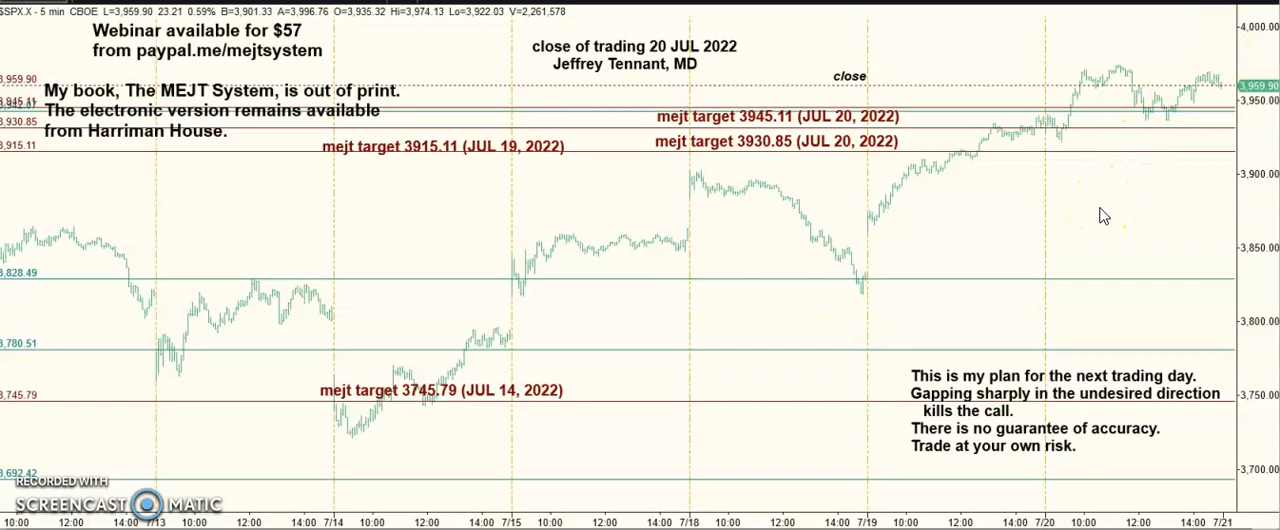 $SPX.X - 5 min  CBOE  L=3,959.90  23.21  0.59%  B=3,901.33  A=3,996.76  O=3,935.32  Hi=3,974.13  Lo=3,922.03  V=2,261,578
Webinar available for $57
from paypal.me/mejtsystem
close of trading 20 JUL 2022
Jeffrey Tennant, MD
close
My book, The MEJT System, is out of print.
The electronic version remains available
from Harriman House.
mejt target 3945.11 (JUL 20, 2022)
mejt target 3930.85 (JUL 20, 2022)
mejt target 3915.11 (JUL 19, 2022)
mejt target 3745.79 (JUL 14, 2022)
3,959.90
3,945.11
3,930.85
3,915.11
3,828.49
3,780.51
3,745.79
3,692.42
4,000.00
3,959.90
3,950.00
3,900.00
3,850.00
3,800.00
3,750.00
3,700.00
This is my plan for the next trading day.
Gapping sharply in the undesired direction
kills the call.
There is no guarantee of accuracy.
Trade at your own risk.
RECORDED WITH
SCREENCAST MATIC
10:00 12:00 14:00 7/13 10:00 12:00 14:00 7/14 10:00 12:00 14:00 7/15 10:00 12:00 14:00 7/18 10:00 12:00 14:00 7/19 10:00 12:00 14:00 7/20 10:00 12:00 14:00 7/21